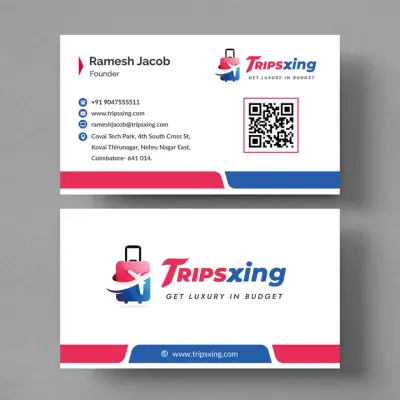 Ramesh Jacob
Founder
TRIPSXING
GET LUXURY IN BUDGET
+91 9047555511
www.tripsxing.com
rameshjacob@tripsxing.com
Covai Tech Park, 4th South Cross St,
Kovai Thirunagar, Nehru Nagar East,
Coimbatore- 641 014.
TRIPSxing
GET LUXURY IN BUDGET
www.tripsxing.com